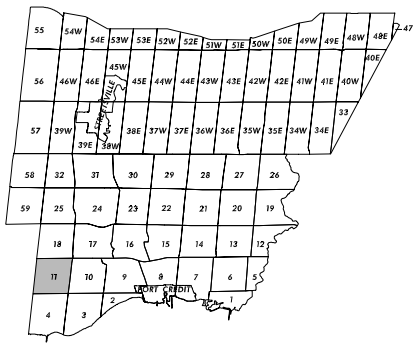 55 54W 54E 53W 53E 52W 52E 51W 51E 50W 50E 49W 49E 48W 48E 47
56 46W 46E 45W 45E 44W 44E 43W 43E 42W 42E 41W 41E 40W 40E
STREETSVILLE
57 39W 39E 38W 38E 37W 37E 36W 36E 35W 35E 34W 34E 33
58 32 31 30 29 28 27 26
59 25 24 23 22 21 20 19
18 17 16 15 14 13 12
11 10 9 8 7 6 5
PORT CREDIT
4 3 2 1